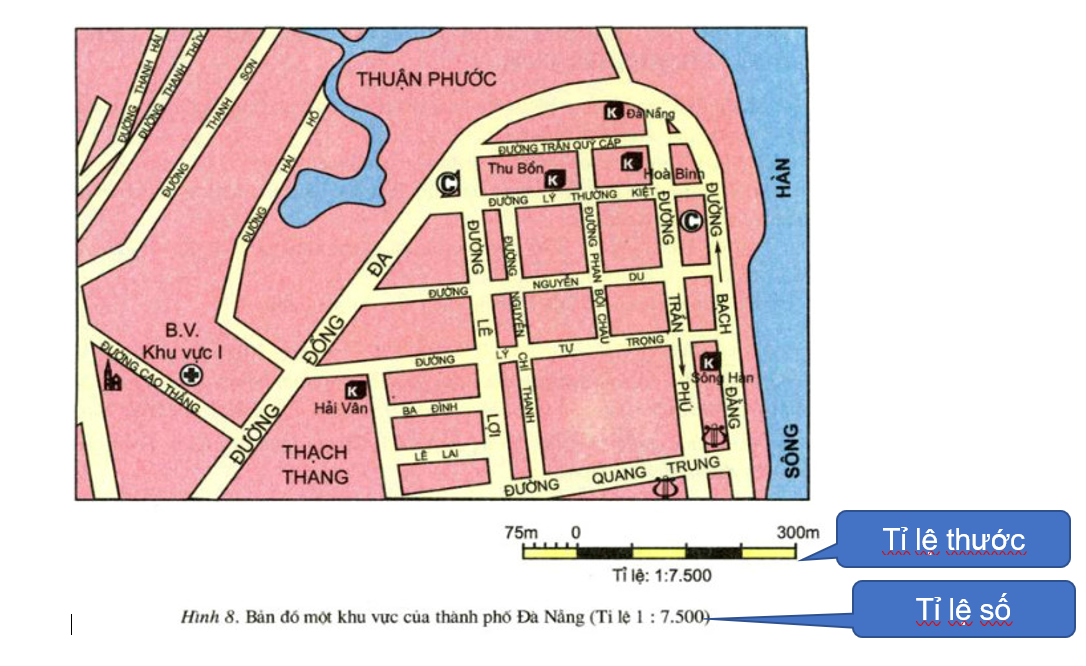 ĐƯỜNG THANH HẢI
ĐƯỜNG THANH THỦY
ĐƯỜNG THANH SƠN
ĐƯỜNG HẢI HỒ
THUẬN PHƯỚC
K Đà Nẵng
ĐƯỜNG TRẦN QUÝ CÁP
Thu Bồn K
K Hoà Bình
C
ĐƯỜNG LÝ THƯỜNG KIỆT
C
HÀN
SÔNG
ĐƯỜNG ĐỐNG ĐA
ĐƯỜNG LÊ LỢI
ĐƯỜNG NGUYỄN CHÍ THANH
ĐƯỜNG PHAN BỘI CHÂU
ĐƯỜNG TRẦN PHÚ
ĐƯỜNG BẠCH ĐẰNG
ĐƯỜNG NGUYỄN DU
ĐƯỜNG LÝ TỰ TRỌNG
B.V.
Khu vực I
ĐƯỜNG CAO THẮNG
K
Hải Vân
K
Sông Hàn
BA ĐÌNH
LÊ LAI
THẠCH
THANG
ĐƯỜNG QUANG TRUNG
75m 0 300m
Tỉ lệ: 1:7.500
Tỉ lệ thước
Hình 8. Bản đồ một khu vực của thành phố Đà Nẵng (Tỉ lệ 1 : 7.500)
Tỉ lệ số